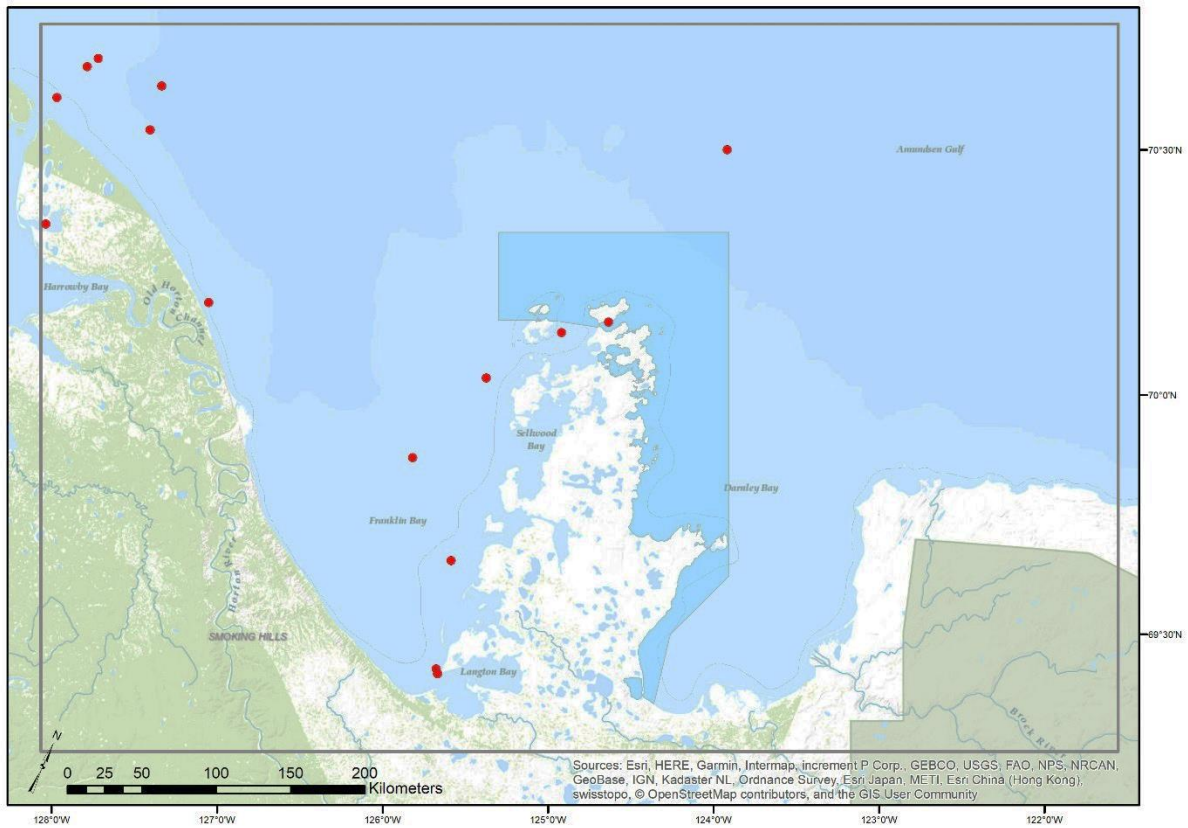 Amundsen Gulf
70°30'N
Harrowby Bay
Old Horton Channel
70°0'N
Sellwood
Bay
Darnley Bay
Franklin Bay
Horton River
SMOKING HILLS
69°30'N
Langton Bay
Brock River
N
0 25 50 100 150 200
Kilometers
Sources: Esri, HERE, Garmin, Intermap, increment P Corp., GEBCO, USGS, FAO, NPS, NRCAN,
GeoBase, IGN, Kadaster NL, Ordnance Survey, Esri Japan, METI, Esri China (Hong Kong),
swisstopo, © OpenStreetMap contributors, and the GIS User Community
128°0'W 127°0'W 126°0'W 125°0'W 124°0'W 123°0'W 122°0'W